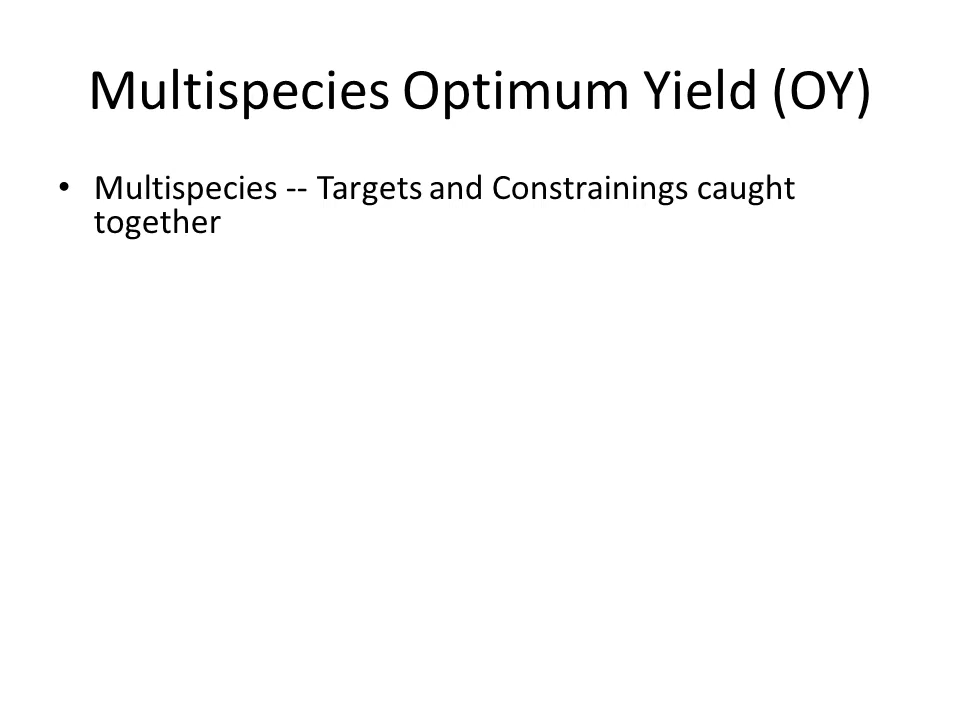 Multispecies Optimum Yield (OY)
• Multispecies -- Targets and Constrainings caught
together